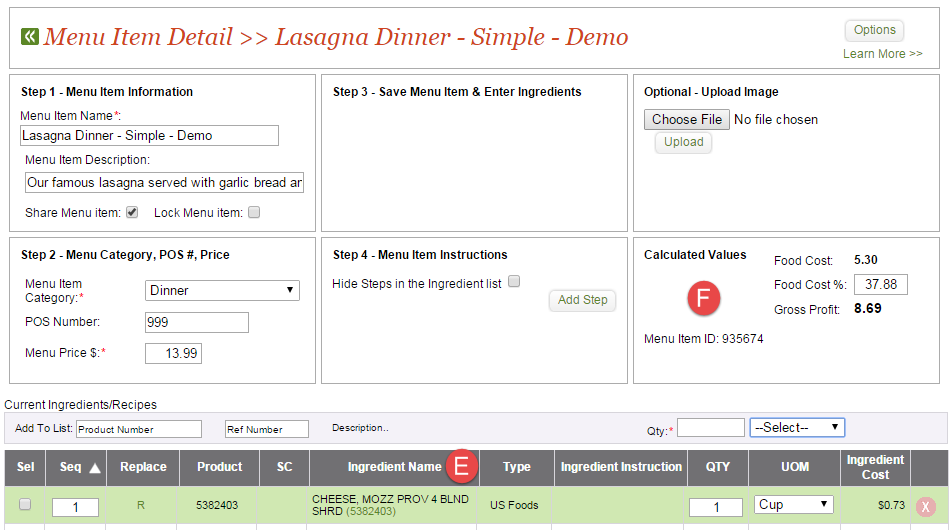 « Menu Item Detail >> Lasagna Dinner - Simple - Demo
Options
Learn More >>
Step 1 - Menu Item Information
Menu Item Name*:
Lasagna Dinner - Simple - Demo
Menu Item Description:
Our famous lasagna served with garlic bread ar
Share Menu item:
Lock Menu item:
Step 3 - Save Menu Item & Enter Ingredients
Optional - Upload Image
Choose File No file chosen
Upload
Step 2 - Menu Category, POS #, Price
Menu Item
Category:*
Dinner
POS Number:
999
Menu Price $:*
13.99
Step 4 - Menu Item Instructions
Hide Steps in the Ingredient list
Add Step
Calculated Values
F
Food Cost: 5.30
Food Cost %: 37.88
Gross Profit: 8.69
Menu Item ID: 935674
Current Ingredients/Recipes
Add To List: Product Number Ref Number Description.. Qty:* --Select--
Sel Seq Replace Product SC Ingredient Name E Type Ingredient Instruction QTY UOM Ingredient
Cost
1 R 5382403 CHEESE, MOZZ PROV 4 BLND
SHRD (5382403) US Foods 1 Cup $0.73 X